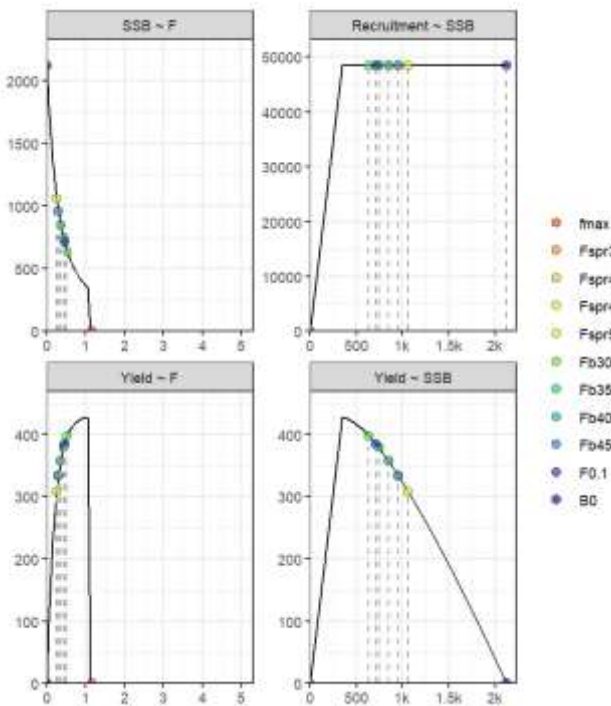 SSB ~ F
Recruitment ~ SSB
2000
1500
1000
500
0
50000
40000
30000
20000
10000
0
0 1 2 3 4 5
0 500 1k 1.5k 2k
Yield ~ F
Yield ~ SSB
400
300
200
100
0
400
300
200
100
0
0 1 2 3 4 5
0 500 1k 1.5k 2k
fmax
Fb30
Fb35
Fb40
Fb45
F0.1
B0